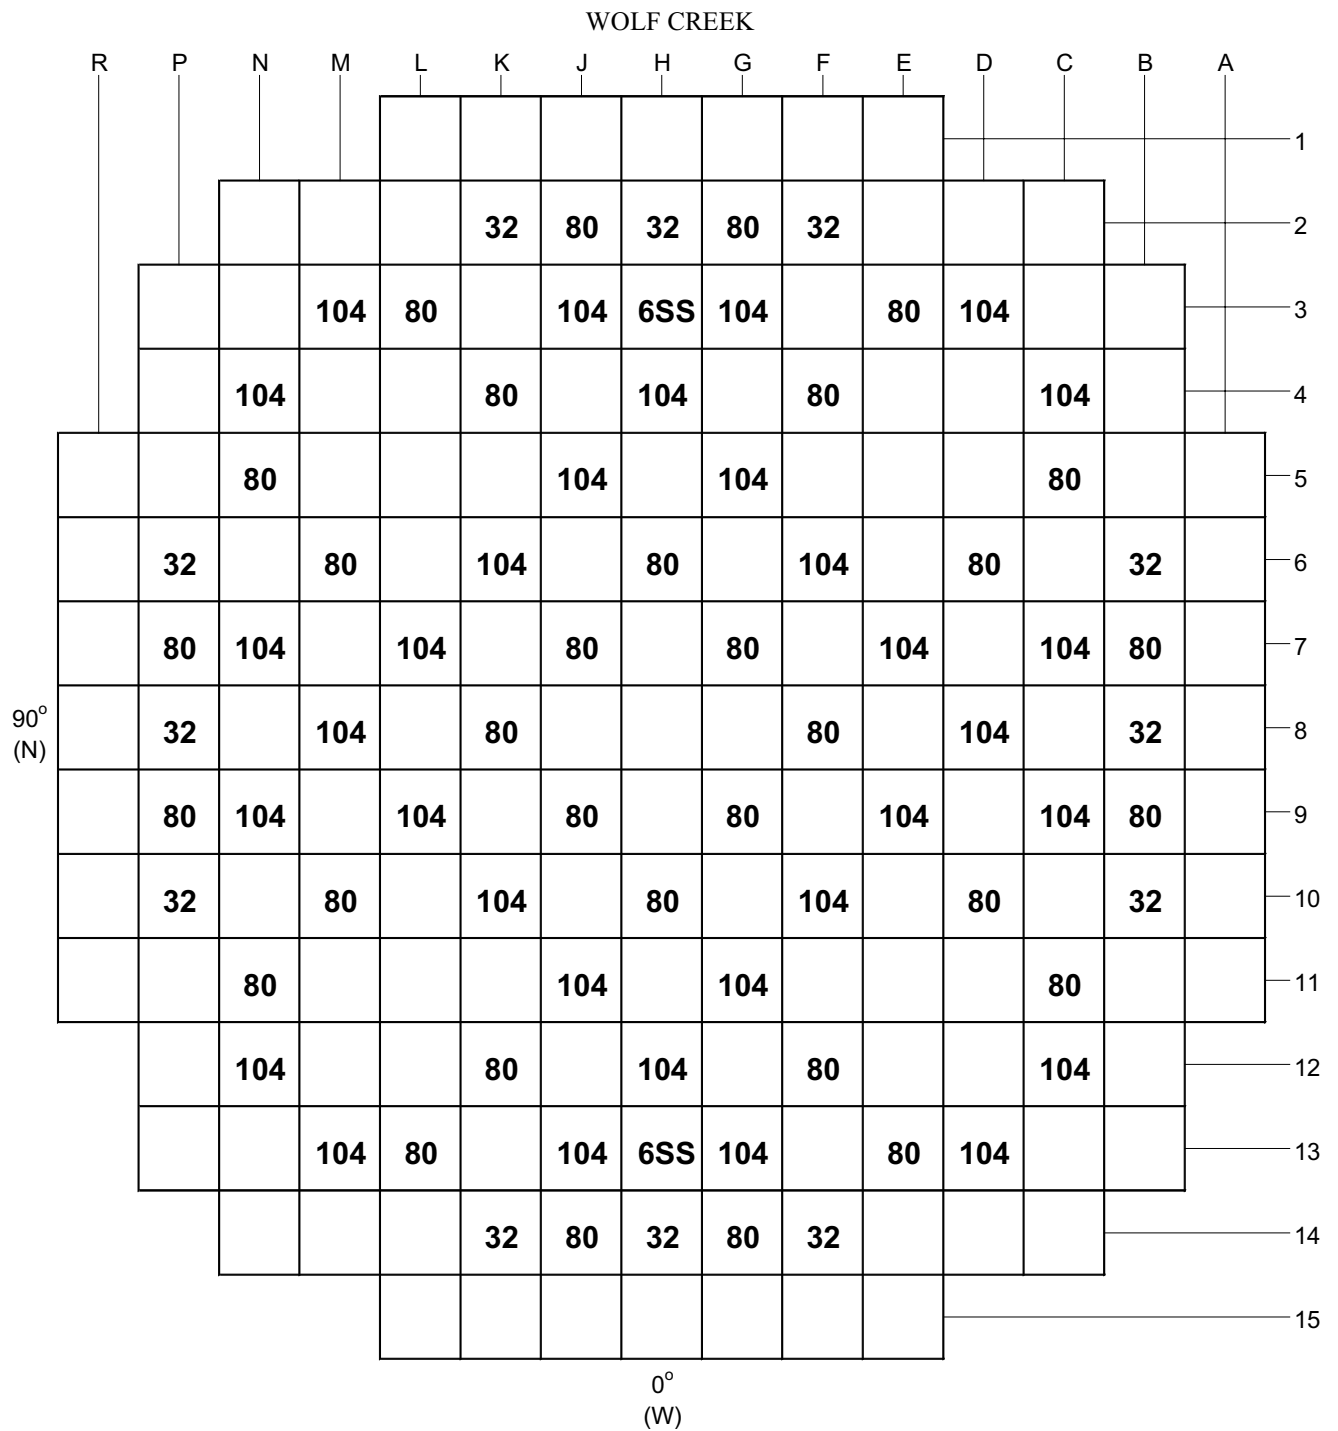 WOLF CREEK
R P N M L K J H G F E D C B A
1
32 80 32 80 32 2
104 80 104 6SS 104 80 104 3
104 80 104 80 104 4
80 104 104 80 5
32 80 104 80 104 80 32 6
80 104 104 80 80 104 104 80 7
90° (N) 32 104 80 80 104 32 8
80 104 104 80 80 104 104 80 9
32 80 104 80 104 80 32 10
80 104 104 80 11
104 80 104 80 104 12
104 80 104 6SS 104 80 104 13
32 80 32 80 32 14
15
0°
(W)